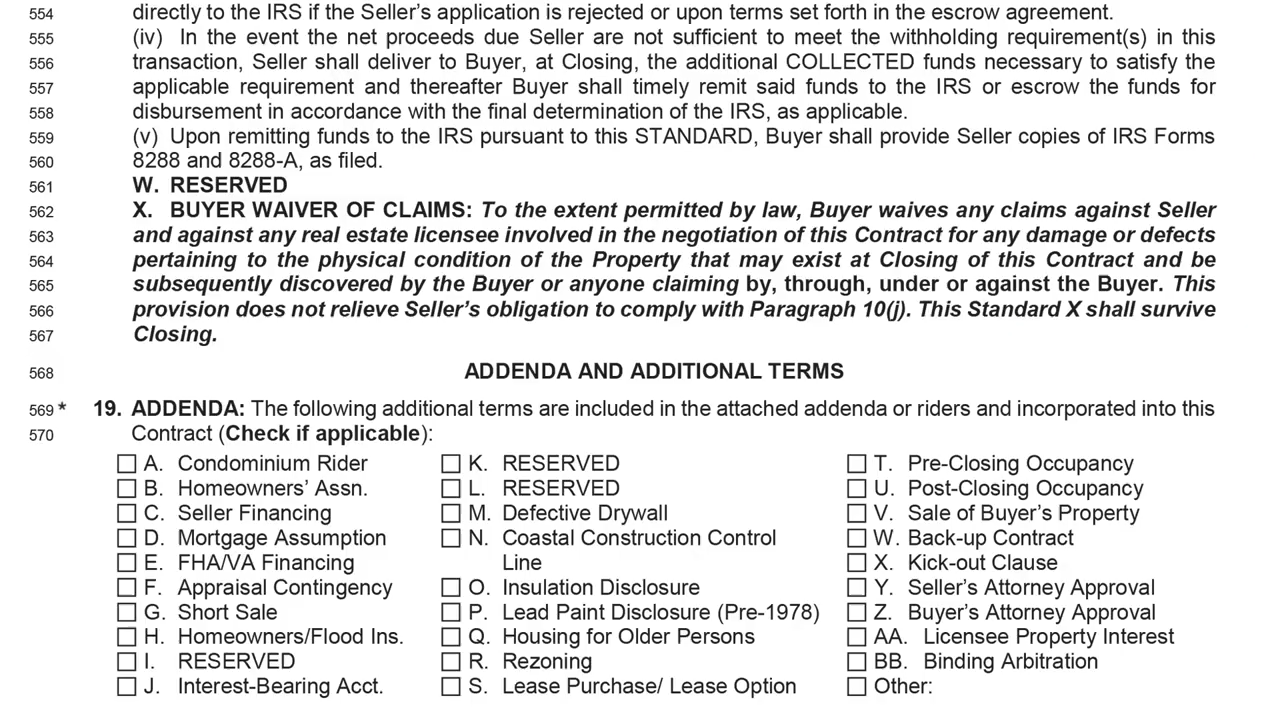 554 directly to the IRS if the Seller’s application is rejected or upon terms set forth in the escrow agreement.
555 (iv) In the event the net proceeds due Seller are not sufficient to meet the withholding requirement(s) in this
556 transaction, Seller shall deliver to Buyer, at Closing, the additional COLLECTED funds necessary to satisfy the
557 applicable requirement and thereafter Buyer shall timely remit said funds to the IRS or escrow the funds for
558 disbursement in accordance with the final determination of the IRS, as applicable.
559 (v) Upon remitting funds to the IRS pursuant to this STANDARD, Buyer shall provide Seller copies of IRS Forms
560 8288 and 8288-A, as filed.
561 W. RESERVED
562 X. BUYER WAIVER OF CLAIMS: To the extent permitted by law, Buyer waives any claims against Seller
563 and against any real estate licensee involved in the negotiation of this Contract for any damage or defects
564 pertaining to the physical condition of the Property that may exist at Closing of this Contract and be
565 subsequently discovered by the Buyer or anyone claiming by, through, under or against the Buyer. This
566 provision does not relieve Seller’s obligation to comply with Paragraph 10(j). This Standard X shall survive
567 Closing.
568 ADDENDA AND ADDITIONAL TERMS
569 * 19. ADDENDA: The following additional terms are included in the attached addenda or riders and incorporated into this
570 Contract (Check if applicable):
☐ A. Condominium Rider
☐ B. Homeowners’ Assn.
☐ C. Seller Financing
☐ D. Mortgage Assumption
☐ E. FHA/VA Financing
☐ F. Appraisal Contingency
☐ G. Short Sale
☐ H. Homeowners/Flood Ins.
☐ I. RESERVED
☐ J. Interest-Bearing Acct.
☐ K. RESERVED
☐ L. RESERVED
☐ M. Defective Drywall
☐ N. Coastal Construction Control
Line
☐ O. Insulation Disclosure
☐ P. Lead Paint Disclosure (Pre-1978)
☐ Q. Housing for Older Persons
☐ R. Rezoning
☐ S. Lease Purchase/ Lease Option
☐ T. Pre-Closing Occupancy
☐ U. Post-Closing Occupancy
☐ V. Sale of Buyer’s Property
☐ W. Back-up Contract
☐ X. Kick-out Clause
☐ Y. Seller’s Attorney Approval
☐ Z. Buyer’s Attorney Approval
☐ AA. Licensee Property Interest
☐ BB. Binding Arbitration
☐ Other: